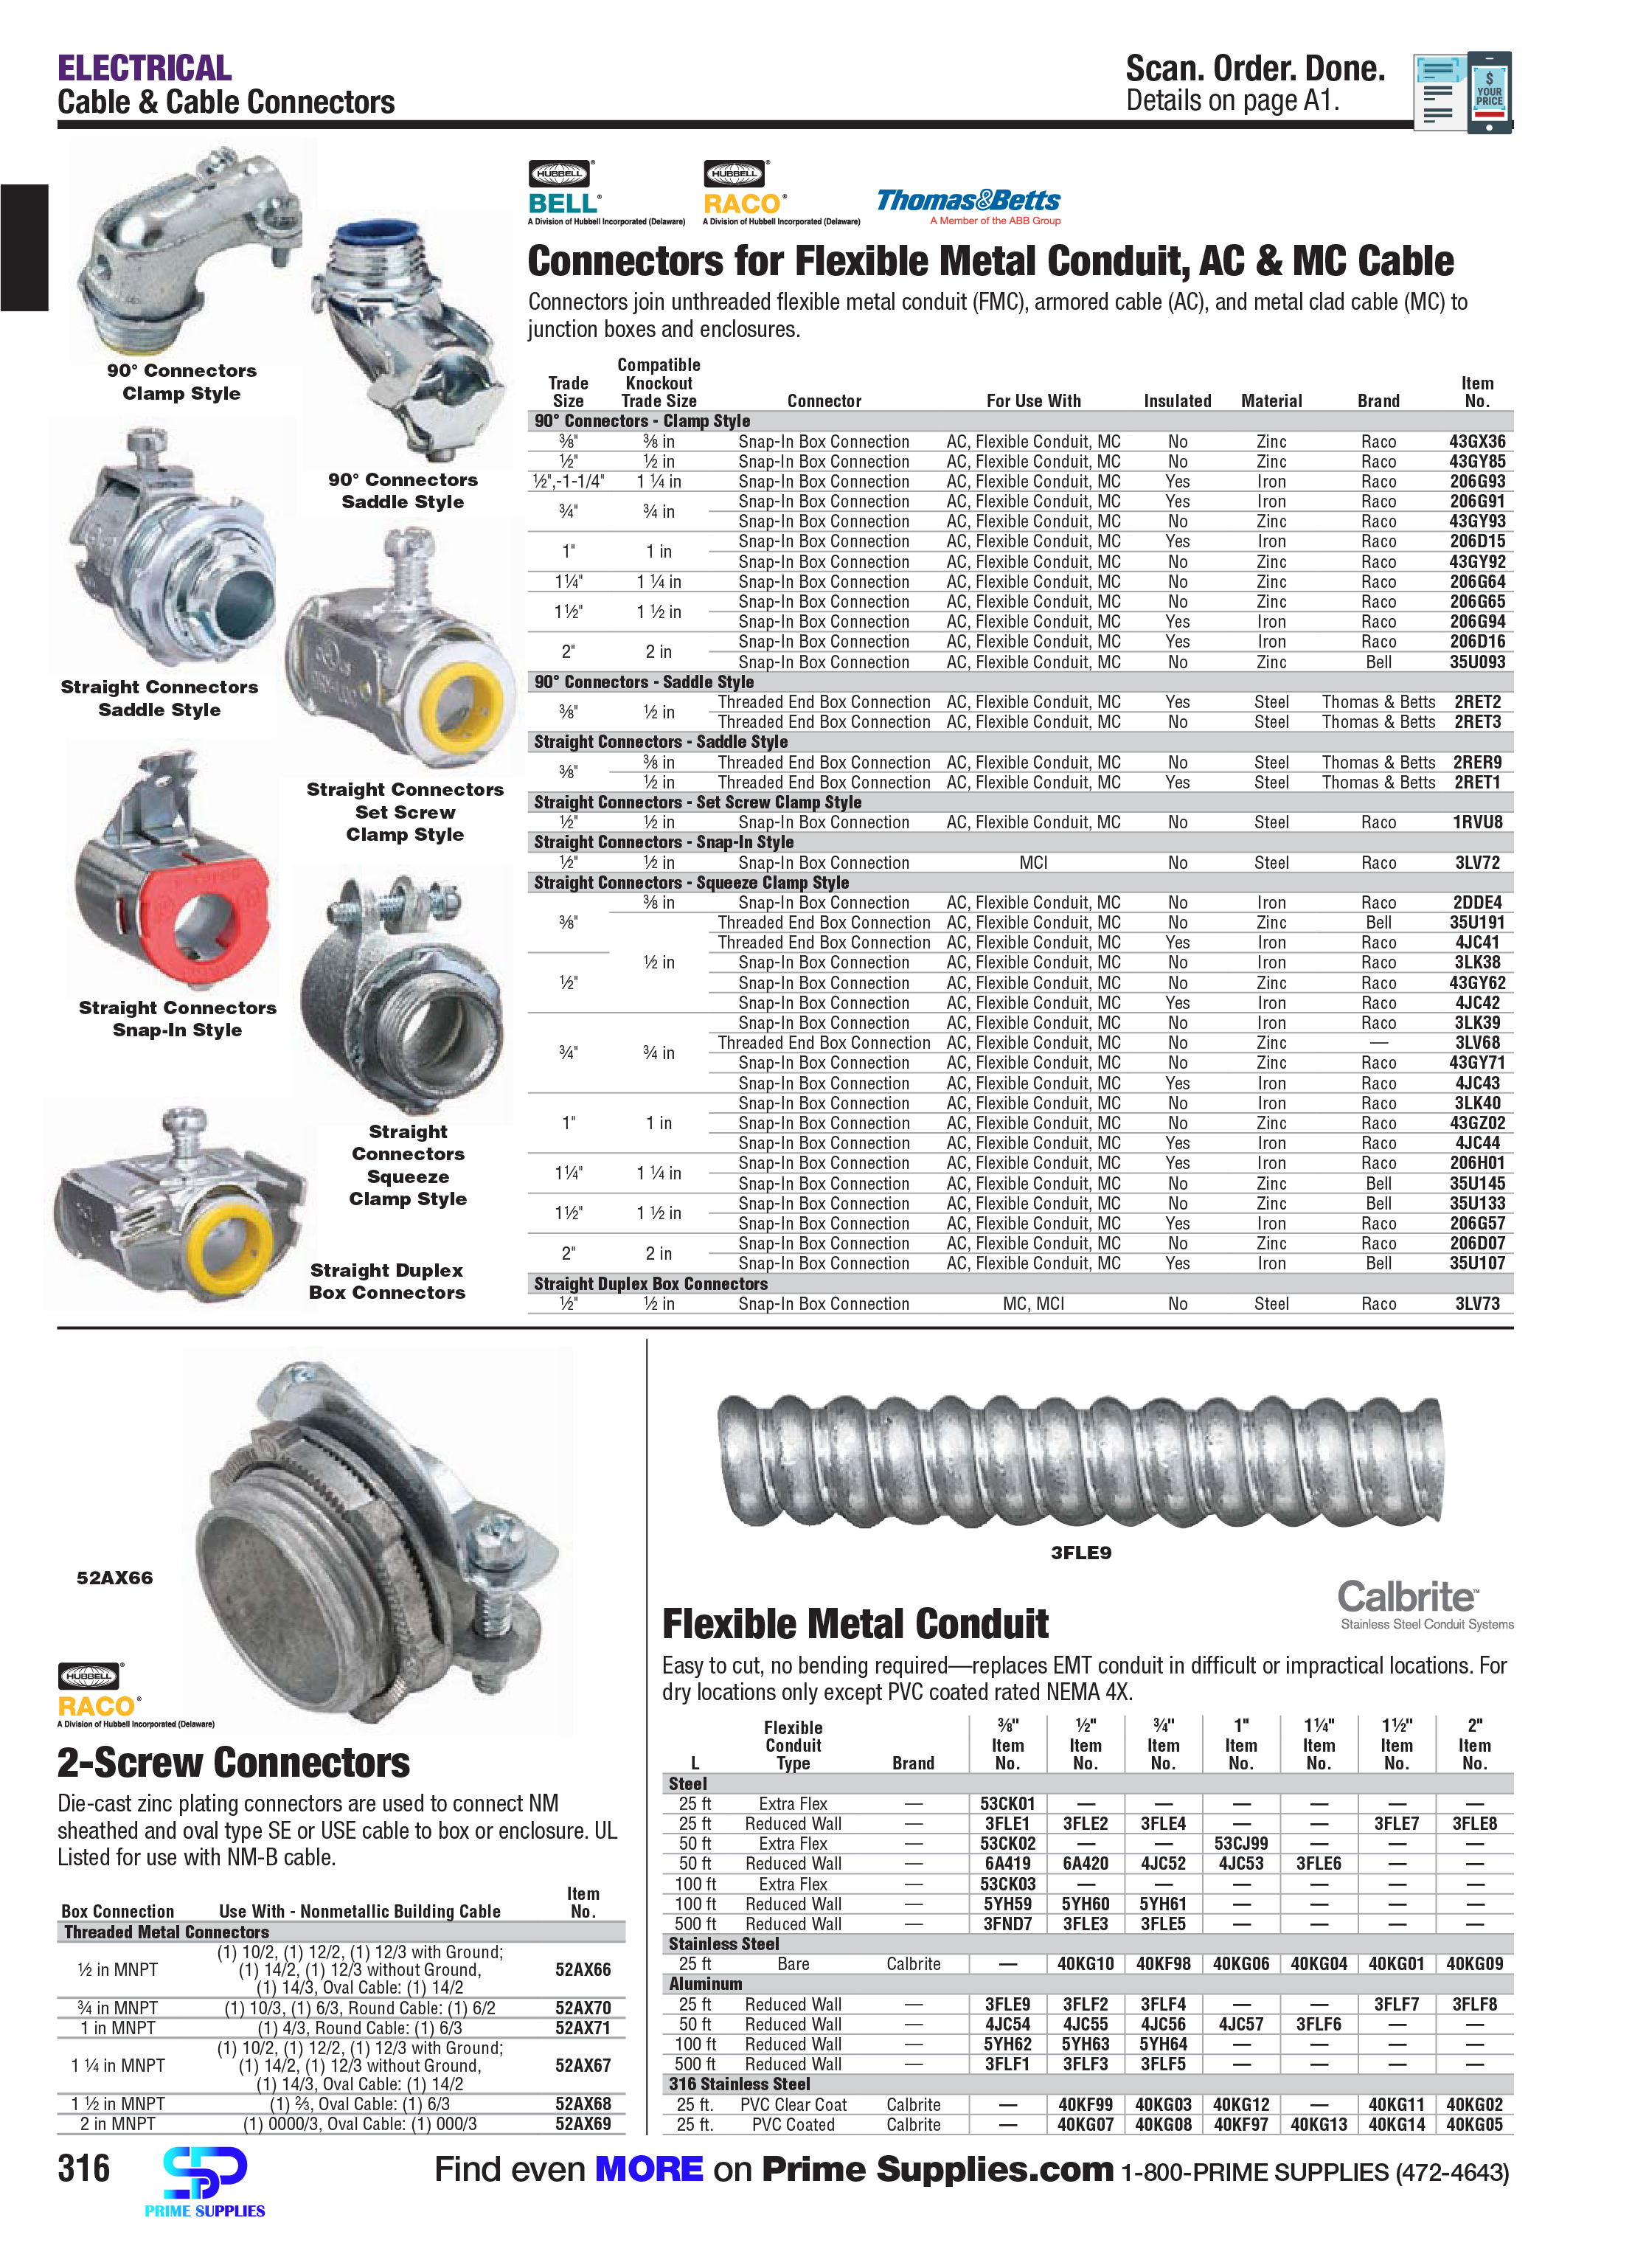 ELECTRICAL
Cable & Cable Connectors
Scan. Order. Done.
Details on page A1.
$
YOUR
PRICE
90° Connectors
Clamp Style
90° Connectors
Saddle Style
Straight Connectors
Saddle Style
Straight Connectors
Set Screw
Clamp Style
Straight Connectors
Snap-In Style
Straight
Connectors
Squeeze
Clamp Style
Straight Duplex
Box Connectors
HUBBELL®
BELL®
A Division of Hubbell Incorporated (Delaware)
HUBBELL®
RACO®
A Division of Hubbell Incorporated (Delaware)
Thomas&Betts
A Member of the ABB Group
Connectors for Flexible Metal Conduit, AC & MC Cable
Connectors join unthreaded flexible metal conduit (FMC), armored cable (AC), and metal clad cable (MC) to
junction boxes and enclosures.
Trade Size | Compatible Knockout Trade Size | Connector | For Use With | Insulated | Material | Brand | Item No.
90° Connectors - Clamp Style
⅜" ⅜ in Snap-In Box Connection AC, Flexible Conduit, MC No Zinc Raco 43GX36
½" ½ in Snap-In Box Connection AC, Flexible Conduit, MC No Zinc Raco 43GY85
½",-1-1/4" 1 ¼ in Snap-In Box Connection AC, Flexible Conduit, MC Yes Iron Raco 206G93
¾" ¾ in Snap-In Box Connection AC, Flexible Conduit, MC Yes Iron Raco 206G91
Snap-In Box Connection AC, Flexible Conduit, MC No Zinc Raco 43GY93
1" 1 in Snap-In Box Connection AC, Flexible Conduit, MC Yes Iron Raco 206D15
Snap-In Box Connection AC, Flexible Conduit, MC No Zinc Raco 43GY92
1¼" 1 ¼ in Snap-In Box Connection AC, Flexible Conduit, MC No Zinc Raco 206G64
1½" 1 ½ in Snap-In Box Connection AC, Flexible Conduit, MC No Zinc Raco 206G65
Snap-In Box Connection AC, Flexible Conduit, MC Yes Iron Raco 206G94
2" 2 in Snap-In Box Connection AC, Flexible Conduit, MC Yes Iron Raco 206D16
Snap-In Box Connection AC, Flexible Conduit, MC No Zinc Bell 35U093
90° Connectors - Saddle Style
⅜" ½ in Threaded End Box Connection AC, Flexible Conduit, MC Yes Steel Thomas & Betts 2RET2
Threaded End Box Connection AC, Flexible Conduit, MC No Steel Thomas & Betts 2RET3
Straight Connectors - Saddle Style
⅜" ⅜ in Threaded End Box Connection AC, Flexible Conduit, MC No Steel Thomas & Betts 2RER9
½ in Threaded End Box Connection AC, Flexible Conduit, MC Yes Steel Thomas & Betts 2RET1
Straight Connectors - Set Screw Clamp Style
½" ½ in Snap-In Box Connection AC, Flexible Conduit, MC No Steel Raco 1RVU8
Straight Connectors - Snap-In Style
½" ½ in Snap-In Box Connection MCI No Steel Raco 3LV72
Straight Connectors - Squeeze Clamp Style
⅜" ⅜ in Snap-In Box Connection AC, Flexible Conduit, MC No Iron Raco 2DDE4
½ in Threaded End Box Connection AC, Flexible Conduit, MC No Zinc Bell 35U191
Threaded End Box Connection AC, Flexible Conduit, MC Yes Iron Raco 4JC41
½" Snap-In Box Connection AC, Flexible Conduit, MC No Iron Raco 3LK38
Snap-In Box Connection AC, Flexible Conduit, MC No Zinc Raco 43GY62
Snap-In Box Connection AC, Flexible Conduit, MC Yes Iron Raco 4JC42
¾" ¾ in Snap-In Box Connection AC, Flexible Conduit, MC No Iron Raco 3LK39
Threaded End Box Connection AC, Flexible Conduit, MC No Zinc — 3LV68
Snap-In Box Connection AC, Flexible Conduit, MC No Zinc Raco 43GY71
Snap-In Box Connection AC, Flexible Conduit, MC Yes Iron Raco 4JC43
1" 1 in Snap-In Box Connection AC, Flexible Conduit, MC No Iron Raco 3LK40
Snap-In Box Connection AC, Flexible Conduit, MC No Zinc Raco 43GZ02
Snap-In Box Connection AC, Flexible Conduit, MC Yes Iron Raco 4JC44
1¼" 1 ¼ in Snap-In Box Connection AC, Flexible Conduit, MC Yes Iron Raco 206H01
Snap-In Box Connection AC, Flexible Conduit, MC No Zinc Bell 35U145
1½" 1 ½ in Snap-In Box Connection AC, Flexible Conduit, MC No Zinc Bell 35U133
Snap-In Box Connection AC, Flexible Conduit, MC Yes Iron Raco 206G57
2" 2 in Snap-In Box Connection AC, Flexible Conduit, MC No Zinc Raco 206D07
Snap-In Box Connection AC, Flexible Conduit, MC Yes Iron Bell 35U107
Straight Duplex Box Connectors
½" ½ in Snap-In Box Connection MC, MCI No Steel Raco 3LV73
52AX66
HUBBELL®
RACO®
A Division of Hubbell Incorporated (Delaware)
2-Screw Connectors
Die-cast zinc plating connectors are used to connect NM
sheathed and oval type SE or USE cable to box or enclosure. UL
Listed for use with NM-B cable.
Box Connection | Use With - Nonmetallic Building Cable | Item No.
Threaded Metal Connectors
½ in MNPT (1) 10/2, (1) 12/2, (1) 12/3 with Ground;
(1) 14/2, (1) 12/3 without Ground, 52AX66
(1) 14/3, Oval Cable: (1) 14/2
¾ in MNPT (1) 10/3, (1) 6/3, Round Cable: (1) 6/2 52AX70
1 in MNPT (1) 4/3, Round Cable: (1) 6/3 52AX71
1 ¼ in MNPT (1) 10/2, (1) 12/2, (1) 12/3 with Ground;
(1) 14/2, (1) 12/3 without Ground, 52AX67
(1) 14/3, Oval Cable: (1) 14/2
1 ½ in MNPT (1) ⅔, Oval Cable: (1) 6/3 52AX68
2 in MNPT (1) 0000/3, Oval Cable: (1) 000/3 52AX69
3FLE9
Calbrite™
Stainless Steel Conduit Systems
Flexible Metal Conduit
Easy to cut, no bending required—replaces EMT conduit in difficult or impractical locations. For
dry locations only except PVC coated rated NEMA 4X.
L | Flexible Conduit Type | Brand | ⅜" Item No. | ½" Item No. | ¾" Item No. | 1" Item No. | 1¼" Item No. | 1½" Item No. | 2" Item No.
Steel
25 ft Extra Flex — 53CK01 — — — — — —
25 ft Reduced Wall — 3FLE1 3FLE2 3FLE4 — — 3FLE7 3FLE8
50 ft Extra Flex — 53CK02 — — 53CJ99 — — —
50 ft Reduced Wall — 6A419 6A420 4JC52 4JC53 3FLE6 — —
100 ft Extra Flex — 53CK03 — — — — — —
100 ft Reduced Wall — 5YH59 5YH60 5YH61 — — — —
500 ft Reduced Wall — 3FND7 3FLE3 3FLE5 — — — —
Stainless Steel
25 ft Bare Calbrite — 40KG10 40KF98 40KG06 40KG04 40KG01 40KG09
Aluminum
25 ft Reduced Wall — 3FLE9 3FLF2 3FLF4 — — 3FLF7 3FLF8
50 ft Reduced Wall — 4JC54 4JC55 4JC56 4JC57 3FLF6 — —
100 ft Reduced Wall — 5YH62 5YH63 5YH64 — — — —
500 ft Reduced Wall — 3FLF1 3FLF3 3FLF5 — — — —
316 Stainless Steel
25 ft. PVC Clear Coat Calbrite — 40KF99 40KG03 40KG12 — 40KG11 40KG02
25 ft. PVC Coated Calbrite — 40KG07 40KG08 40KF97 40KG13 40KG14 40KG05
316
PRIME SUPPLIES
Find even MORE on Prime Supplies.com 1-800-PRIME SUPPLIES (472-4643)